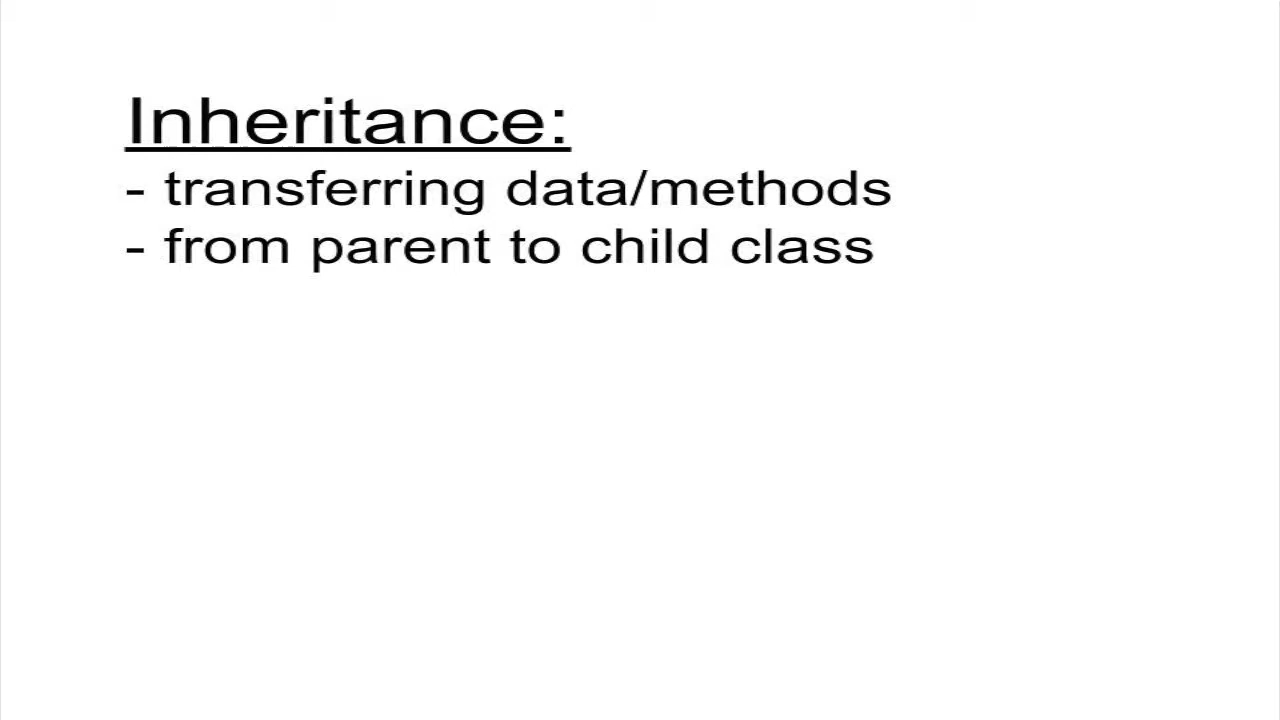 Inheritance:
- transferring data/methods
- from parent to child class